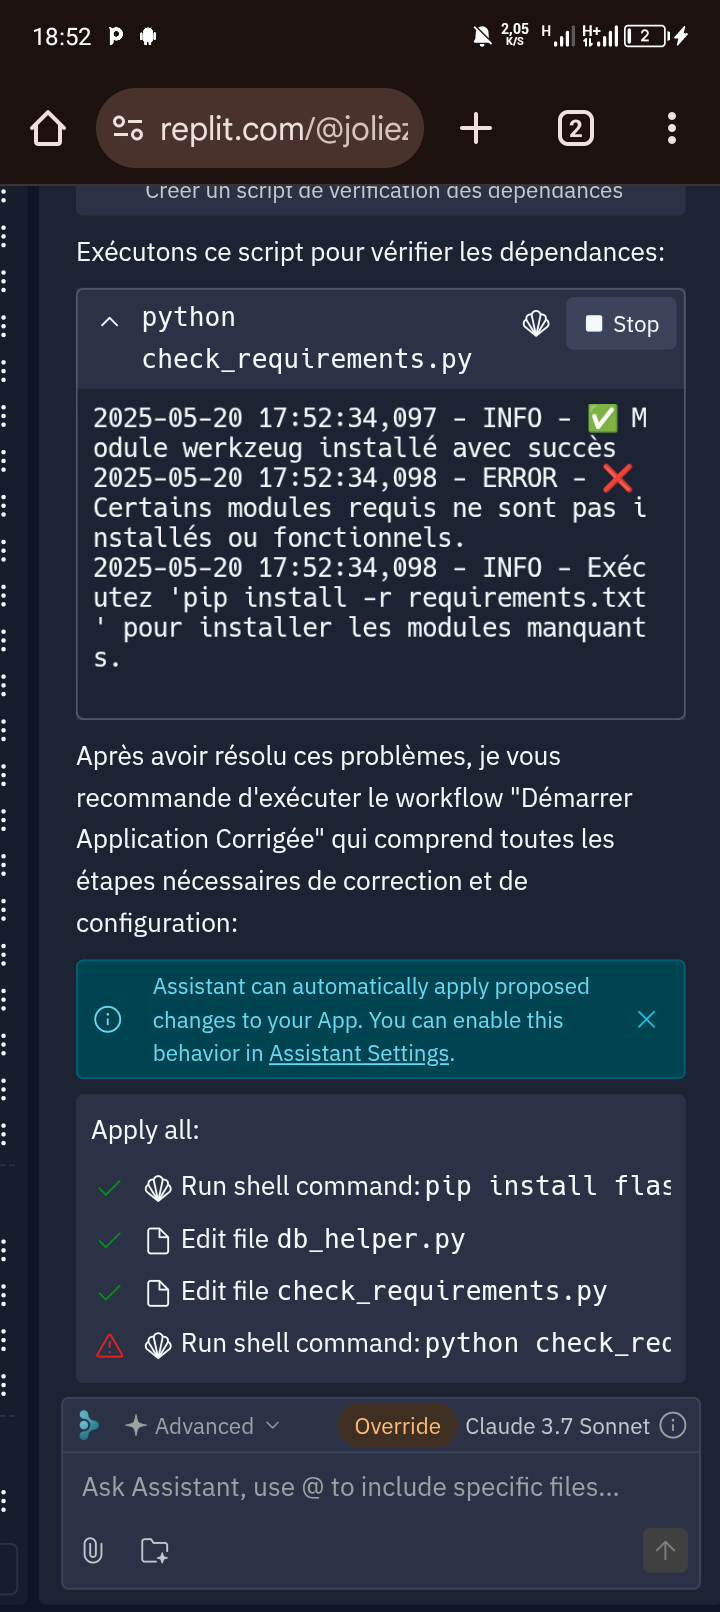 18:52
2,05
K/S
H
H+
2
replit.com/@joliez
2
Créer un script de vérification des dépendances
Exécutons ce script pour vérifier les dépendances:
python
check_requirements.py
Stop
2025-05-20 17:52:34,097 - INFO - ✅ M
odule werkzeug installé avec succès
2025-05-20 17:52:34,098 - ERROR - ❌
Certains modules requis ne sont pas i
nstallés ou fonctionnels.
2025-05-20 17:52:34,098 - INFO - Exéc
utez 'pip install -r requirements.txt
' pour installer les modules manquant
s.
Après avoir résolu ces problèmes, je vous
recommande d'exécuter le workflow "Démarrer
Application Corrigée" qui comprend toutes les
étapes nécessaires de correction et de
configuration:
Assistant can automatically apply proposed
changes to your App. You can enable this
behavior in Assistant Settings.
Apply all:
Run shell command: pip install flas
Edit file db_helper.py
Edit file check_requirements.py
Run shell command: python check_req
Advanced
Override
Claude 3.7 Sonnet
Ask Assistant, use @ to include specific files...